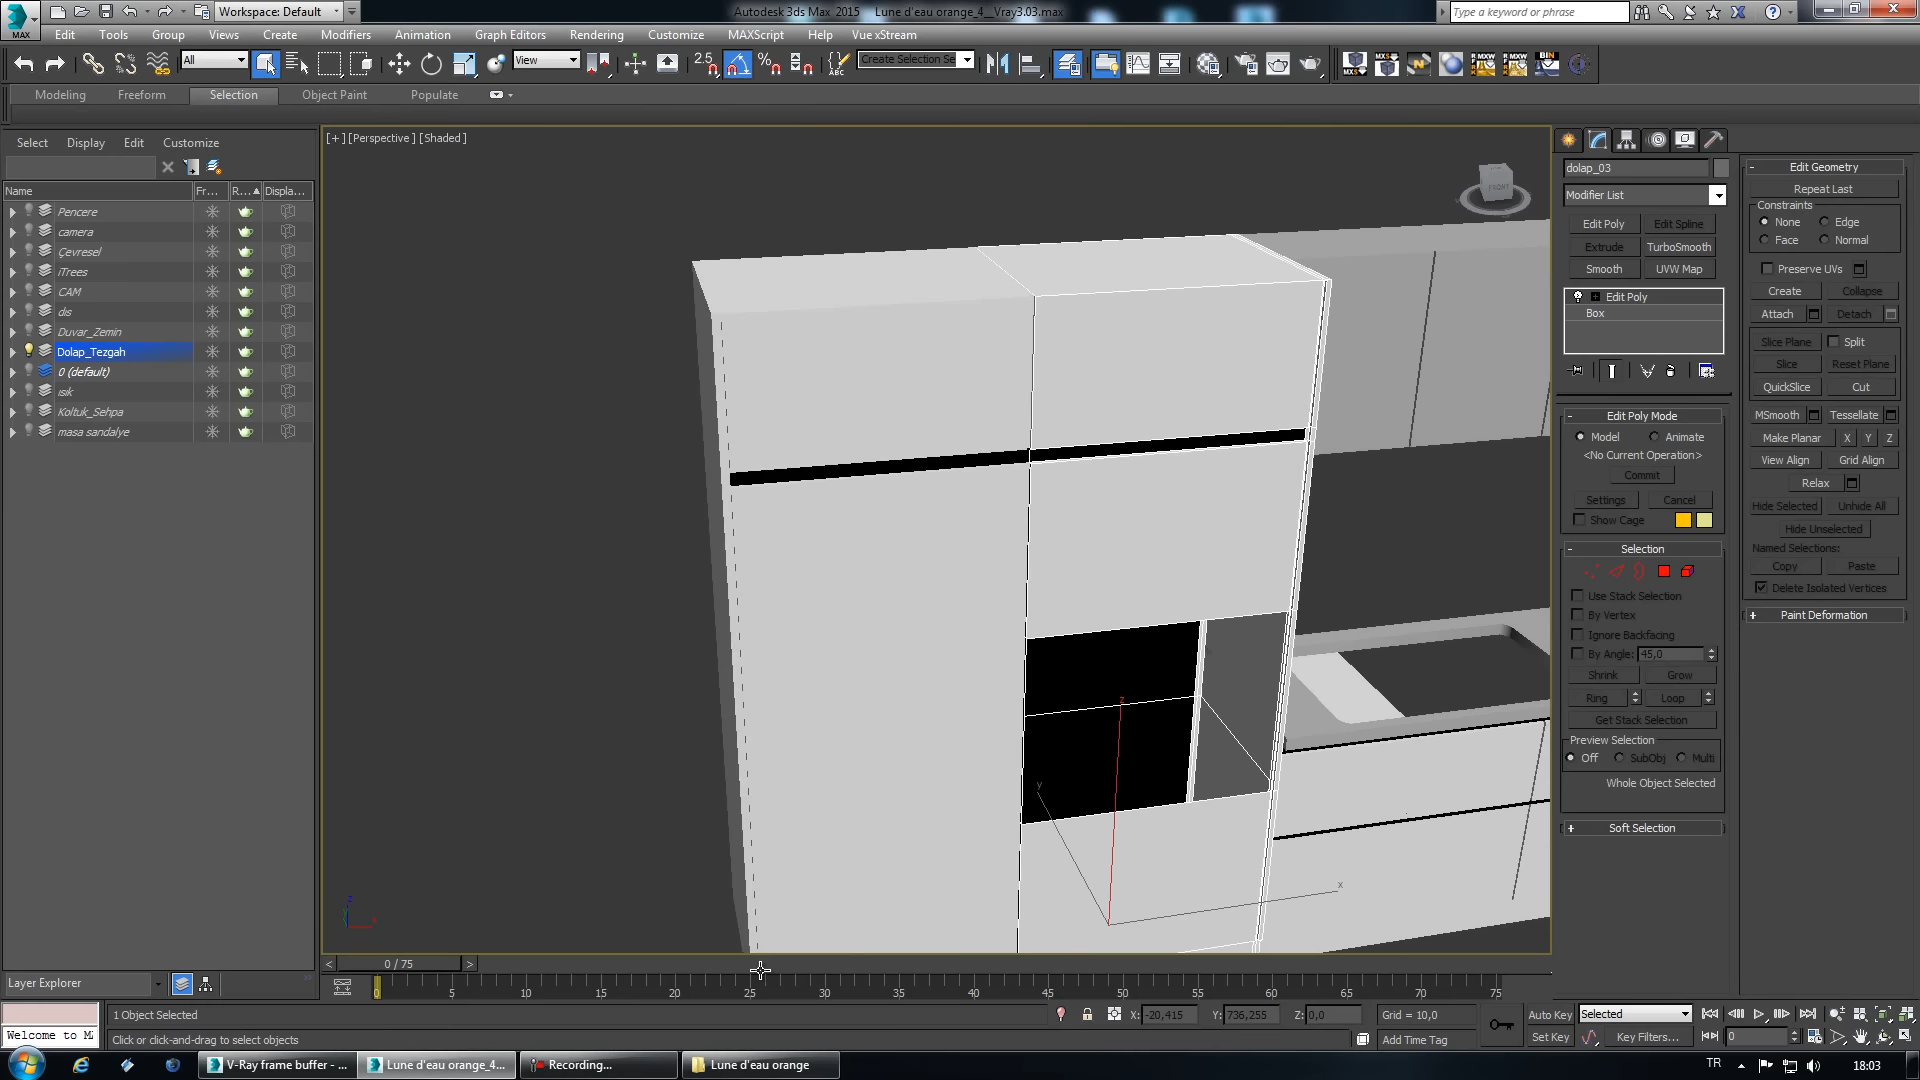 Workspace: Default
Autodesk 3ds Max 2015 Lune d'eau orange_4__Vray3.03.max
Type a keyword or phrase
MAX
Edit Tools Group Views Create Modifiers Animation Graph Editors Rendering Customize MAXScript Help Vue xStream
All
View
2.5
Create Selection Se
Modeling Freeform Selection Object Paint Populate
Select Display Edit Customize
[+][Perspective][Shaded]
Name Fr... R... Displa...
Pencere
camera
Çevresel
iTrees
CAM
dis
Duvar_Zemin
Dolap_Tezgah
0 (default)
ısık
Koltuk_Sehpa
masa sandalye
FRONT
z
y
x
dolap_03
Modifier List
Edit Poly Edit Spline
Extrude TurboSmooth
Smooth UVW Map
Edit Poly
Box
Edit Poly Mode
Model Animate
<No Current Operation>
Commit
Settings Cancel
Show Cage
Selection
Use Stack Selection
By Vertex
Ignore Backfacing
By Angle: 45,0
Shrink Grow
Ring Loop
Get Stack Selection
Preview Selection
Off SubObj Multi
Whole Object Selected
Soft Selection
Edit Geometry
Repeat Last
Constraints
None Edge
Face Normal
Preserve UVs
Create Collapse
Attach Detach
Slice Plane Split
Slice Reset Plane
QuickSlice Cut
MSmooth Tessellate
Make Planar X Y Z
View Align Grid Align
Relax
Hide Selected Unhide All
Hide Unselected
Named Selections:
Copy Paste
Delete Isolated Vertices
Paint Deformation
< 0 / 75 >
Layer Explorer
0 5 10 15 20 25 30 35 40 45 50 55 60 65 70 75
1 Object Selected
X: -20,415 Y: 736,255 Z: 0,0 Grid = 10,0
Auto Key Selected
Welcome to M
Click or click-and-drag to select objects
Add Time Tag
Set Key Key Filters... 0
V-Ray frame buffer - ... Lune d'eau orange_4... Recording... Lune d'eau orange
TR 18:03